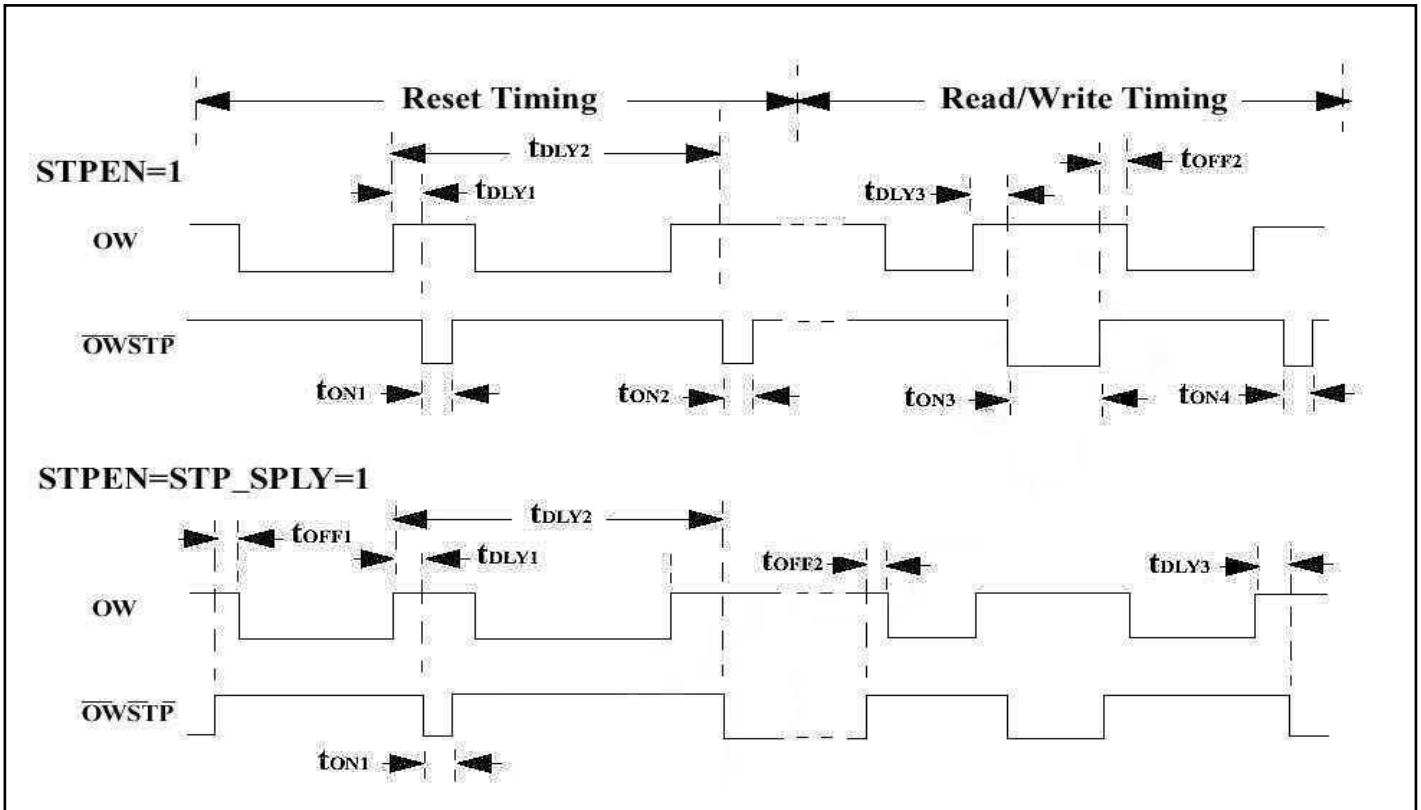 Reset Timing Read/Write Timing
tDLY2
STPEN=1
tDLY1 tDLY3 tOFF2
OW
OWSTP
tON1 tON2 tON3 tON4
STPEN=STP_SPLY=1
tDLY2
tOFF1 tDLY1 tOFF2 tDLY3
OW
OWSTP
tON1